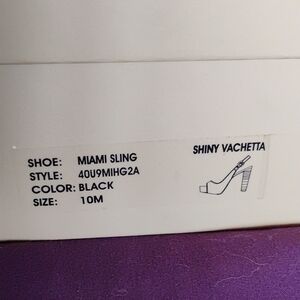 SHOE: MIAMI SLING
STYLE: 40U9MIHG2A
COLOR: BLACK
SIZE: 10M
SHINY VACHETTA